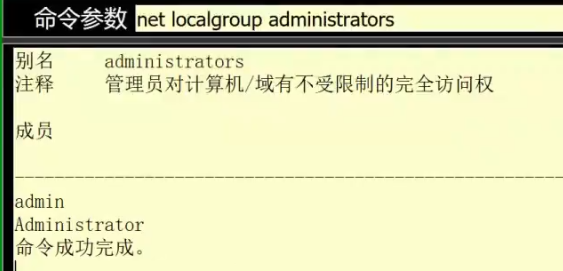 命令参数 net localgroup administrators
别名 administrators
注释 管理员对计算机/域有不受限制的完全访问权
成员
-------------------------------------------------------
admin
Administrator
命令成功完成。